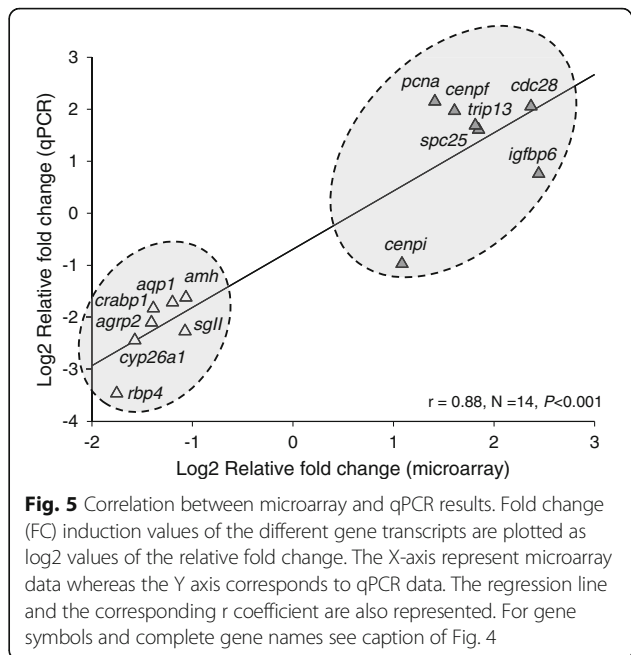 3
2
1
0
-1
-2
-3
-4
Log2 Relative fold change (qPCR)
pcna
cenpf
cdc28
trip13
spc25
igfbp6
cenpi
amh
aqp1
crabp1
agrp2
sgII
cyp26a1
rbp4
r = 0.88, N =14, P<0.001
-2 -1 0 1 2 3
Log2 Relative fold change (microarray)
Fig. 5 Correlation between microarray and qPCR results. Fold change
(FC) induction values of the different gene transcripts are plotted as
log2 values of the relative fold change. The X-axis represent microarray
data whereas the Y axis corresponds to qPCR data. The regression line
and the corresponding r coefficient are also represented. For gene
symbols and complete gene names see caption of Fig. 4